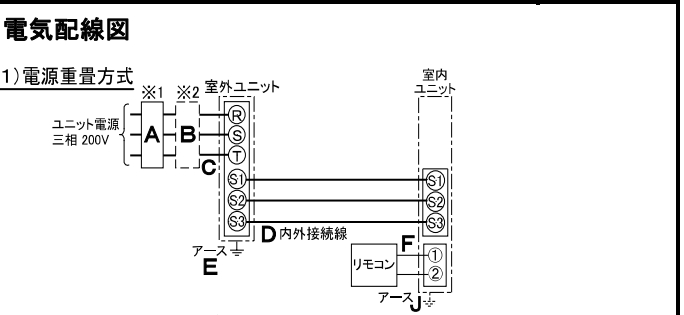 電気配線図
1)電源重畳方式
※1 ※2 室外ユニット
室内
ユニット
ユニット電源
三相 200V
A B C
R
S
T
S1 S1
S2 S2
S3 S3
D 内外接続線
アース
E
リモコン
F
①
②
アース J